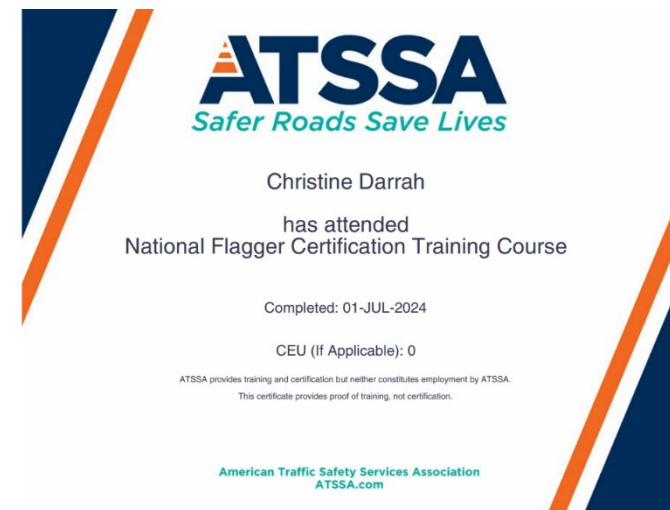 ATSSA
Safer Roads Save Lives
Christine Darrah
has attended
National Flagger Certification Training Course
Completed: 01-JUL-2024
CEU (If Applicable): 0
ATSSA provides training and certification but neither constitutes employment by ATSSA.
This certificate provides proof of training, not certification.
American Traffic Safety Services Association
ATSSA.com